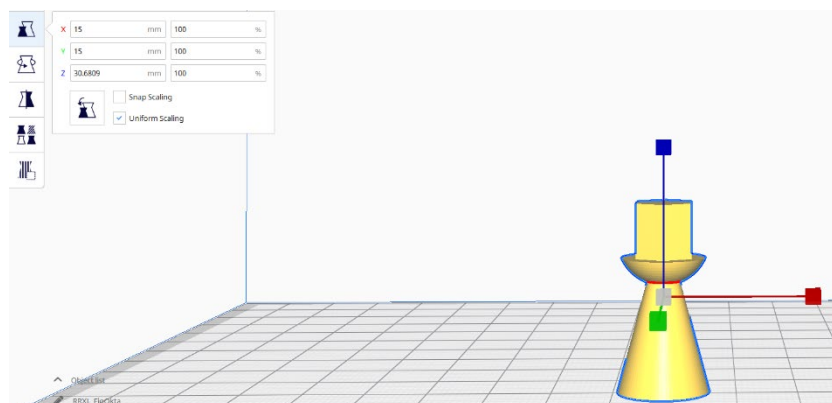 X 15 mm 100 %
Y 15 mm 100 %
Z 30.6809 mm 100 %
Snap Scaling
Uniform Scaling
Object list